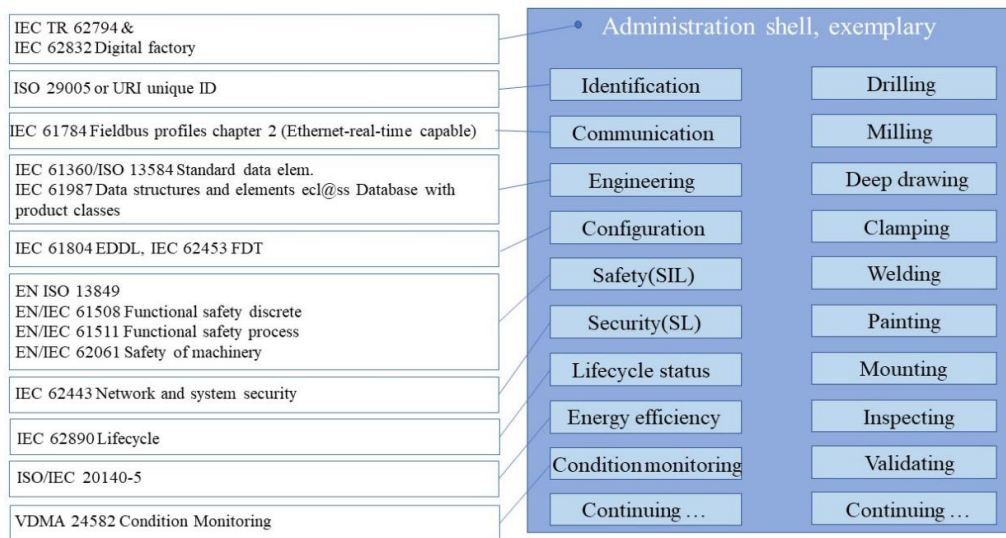 IEC TR 62794 &
IEC 62832 Digital factory
ISO 29005 or URI unique ID
IEC 61784 Fieldbus profiles chapter 2 (Ethernet-real-time capable)
IEC 61360/ISO 13584 Standard data elem.
IEC 61987 Data structures and elements ecl@ss Database with
product classes
IEC 61804 EDDL, IEC 62453 FDT
EN ISO 13849
EN/IEC 61508 Functional safety discrete
EN/IEC 61511 Functional safety process
EN/IEC 62061 Safety of machinery
IEC 62443 Network and system security
IEC 62890 Lifecycle
ISO/IEC 20140-5
VDMA 24582 Condition Monitoring
Administration shell, exemplary
Identification
Communication
Engineering
Configuration
Safety(SIL)
Security(SL)
Lifecycle status
Energy efficiency
Condition monitoring
Continuing ...
Drilling
Milling
Deep drawing
Clamping
Welding
Painting
Mounting
Inspecting
Validating
Continuing ...